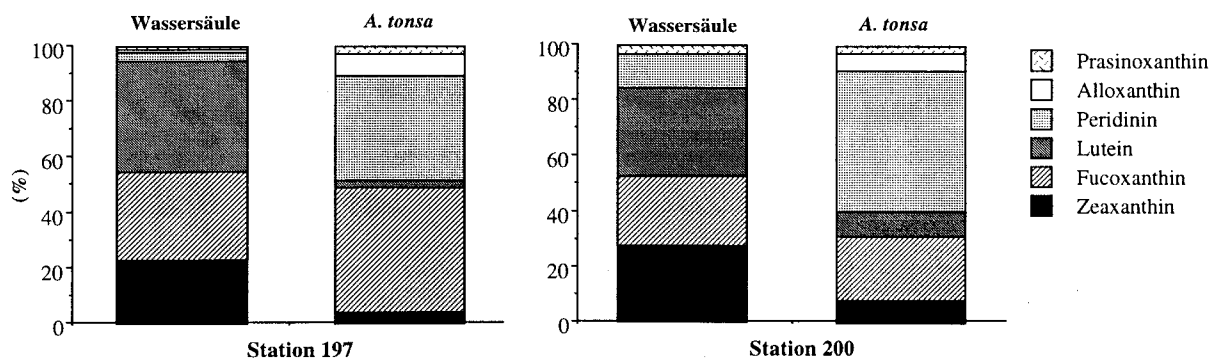 Wassersäule
A. tonsa
100
80
60
40
20
0
(%)
Station 197
Wassersäule
A. tonsa
100
80
60
40
20
0
Station 200
Prasinoxanthin
Alloxanthin
Peridinin
Lutein
Fucoxanthin
Zeaxanthin